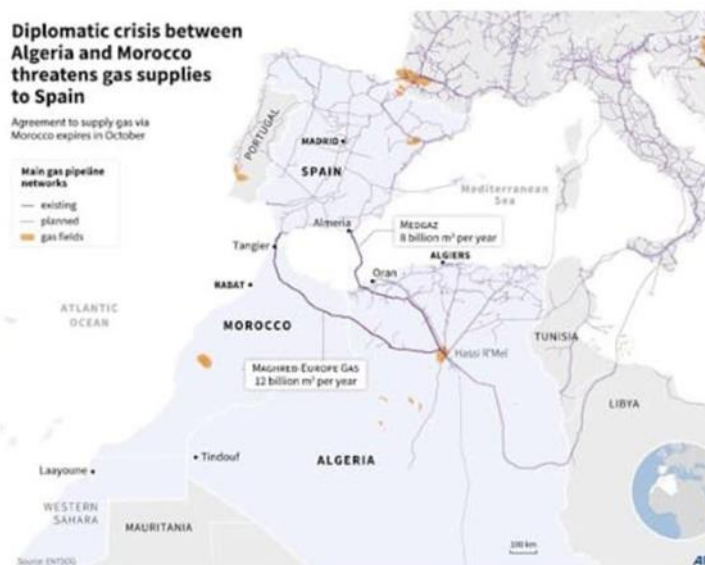 Diplomatic crisis between
Algeria and Morocco
threatens gas supplies
to Spain
Agreement to supply gas via
Morocco expires in October
Main gas pipeline
networks
existing
planned
gas fields
PORTUGAL
MADRID
SPAIN
Mediterranean
Sea
Almeria
MEDGAZ
8 billion m³ per year
Tangier
ALGIERS
Oran
RABAT
ATLANTIC
OCEAN
MOROCCO
TUNISIA
Hassi R'Mel
MAGHREB-EUROPE GAS
12 billion m³ per year
LIBYA
ALGERIA
Tindouf
Laayoune
WESTERN
SAHARA
MAURITANIA
100 km
Source: ENTSOG